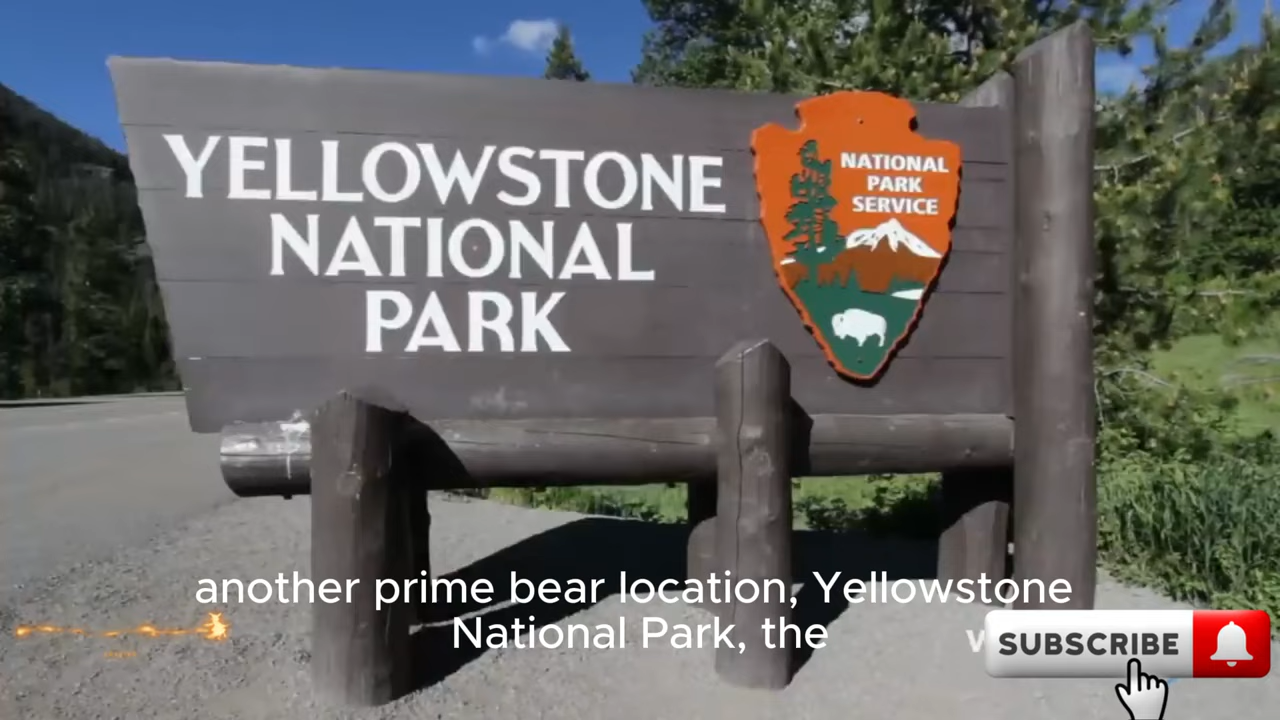 YELLOWSTONE
NATIONAL
PARK
NATIONAL
PARK
SERVICE
another prime bear location, Yellowstone
National Park, the
SUBSCRIBE